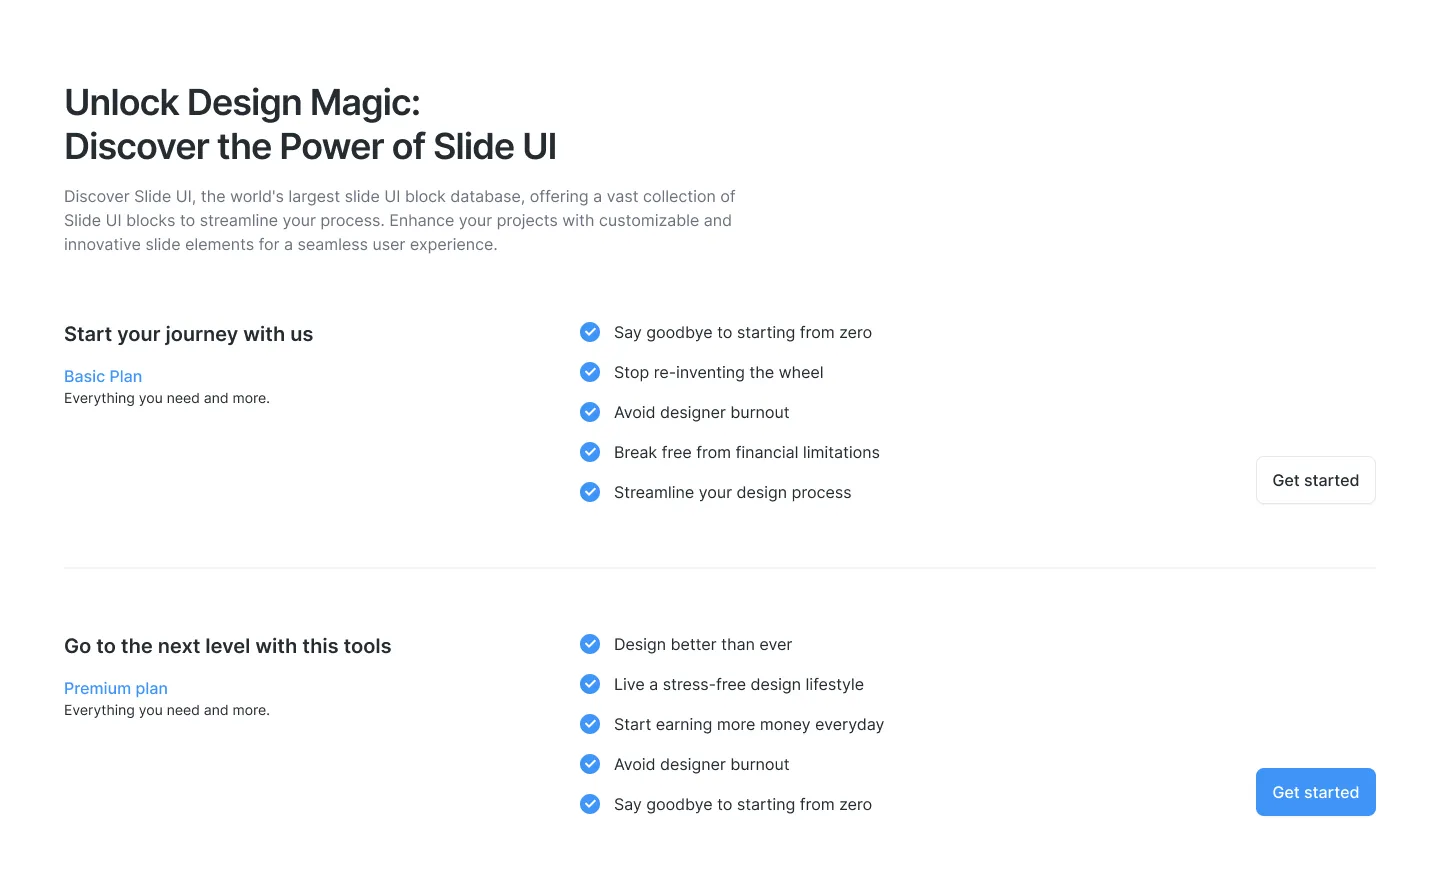 Unlock Design Magic:
Discover the Power of Slide UI
Discover Slide UI, the world's largest slide UI block database, offering a vast collection of
Slide UI blocks to streamline your process. Enhance your projects with customizable and
innovative slide elements for a seamless user experience.
Start your journey with us
Basic Plan
Everything you need and more.
Say goodbye to starting from zero
Stop re-inventing the wheel
Avoid designer burnout
Break free from financial limitations
Streamline your design process
Get started
Go to the next level with this tools
Premium plan
Everything you need and more.
Design better than ever
Live a stress-free design lifestyle
Start earning more money everyday
Avoid designer burnout
Say goodbye to starting from zero
Get started